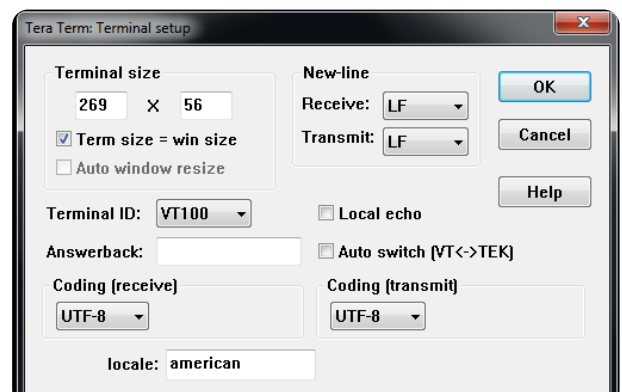 Tera Term: Terminal setup
Terminal size
269 X 56
Term size = win size
Auto window resize
New-line
Receive: LF
Transmit: LF
OK
Cancel
Help
Terminal ID: VT100
Local echo
Answerback:
Auto switch (VT<->TEK)
Coding (receive)
UTF-8
Coding (transmit)
UTF-8
locale: american